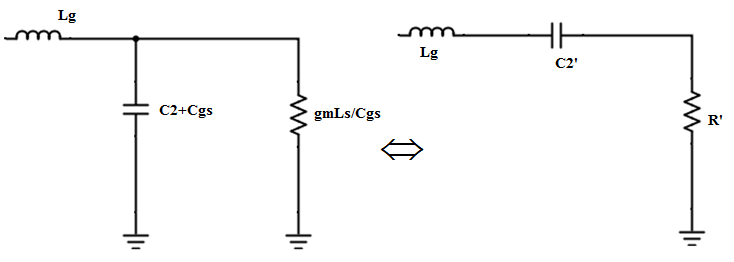 Lg
C2+Cgs
gmLs/Cgs
Lg
C2'
R'